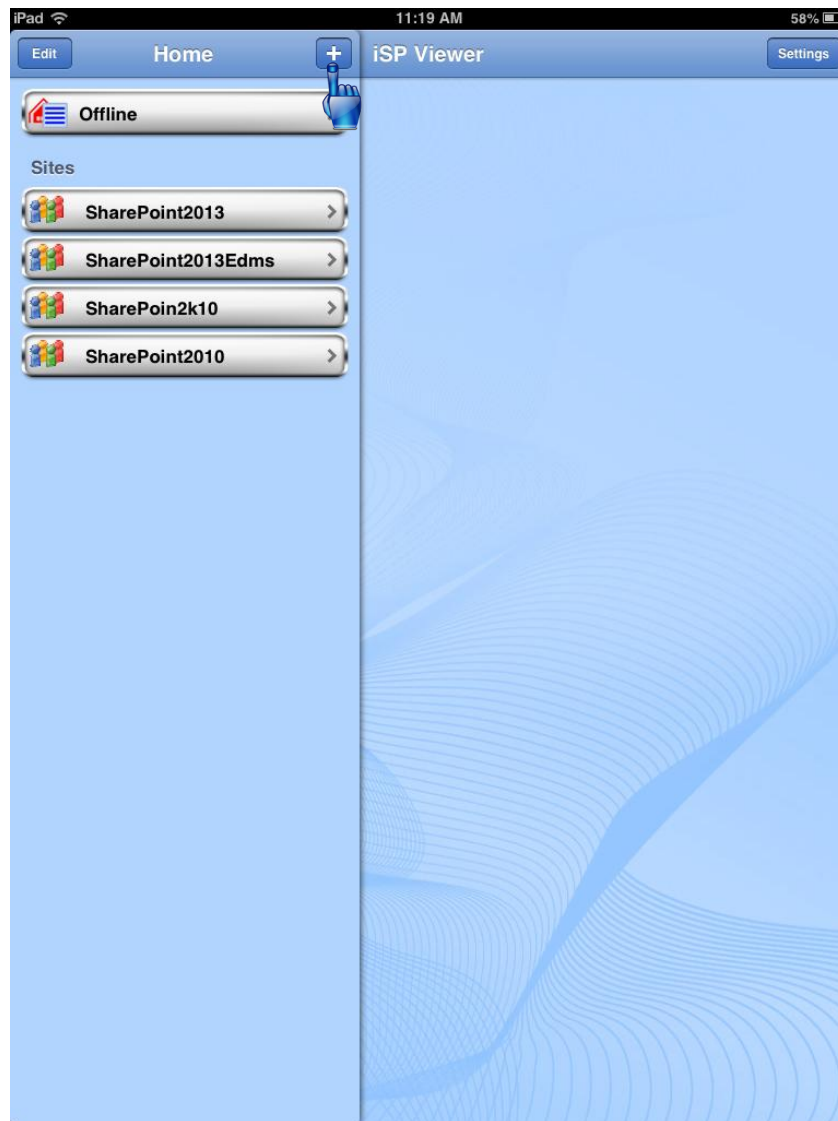 iPad 11:19 AM 58%
Edit Home + iSP Viewer Settings
Offline
Sites
SharePoint2013
SharePoint2013Edms
SharePoin2k10
SharePoint2010